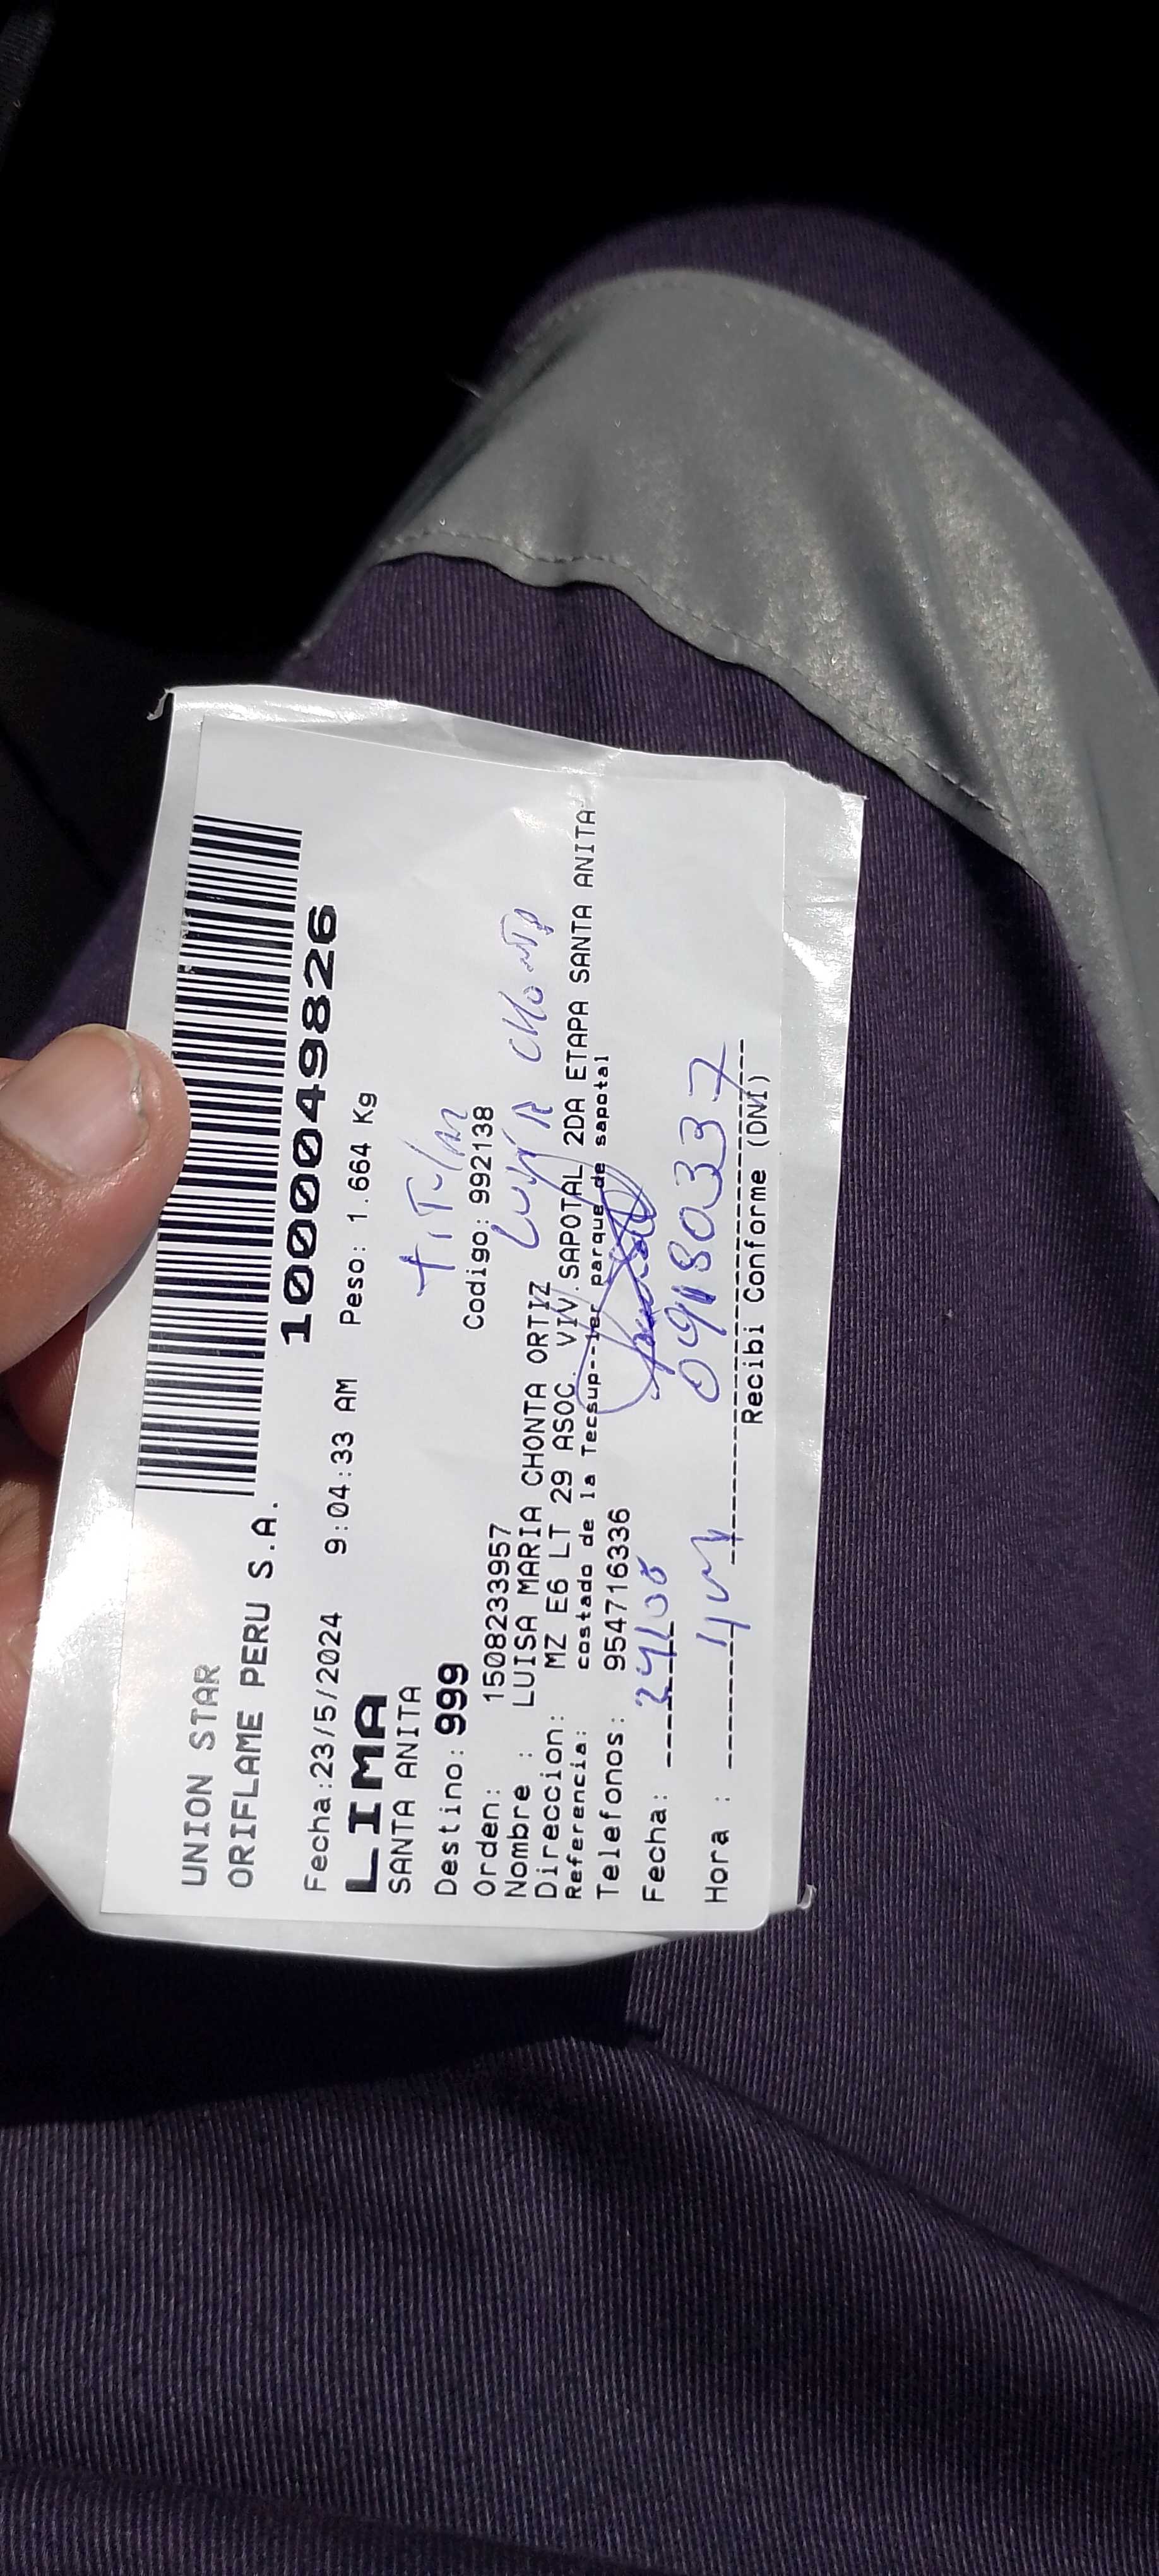 UNION STAR
ORIFLAME PERU S.A.
1000049826
Fecha:23/5/2024 9:04:33 AM Peso: 1.664 Kg
LIMA
SANTA ANITA
Titular
Destino: 999
Orden: 1508233957 Codigo: 992138
Luisa Chonta
Nombre : LUISA MARIA CHONTA ORTIZ
Direccion: MZ E6 LT 29 ASOC. VIV. SAPOTAL 2DA ETAPA SANTA ANITA
Referencia: costado de la Tecsup--1er parque de sapotal
Telefonos: 954716336
Fecha:
Hora :
Recibi Conforme (DNI)